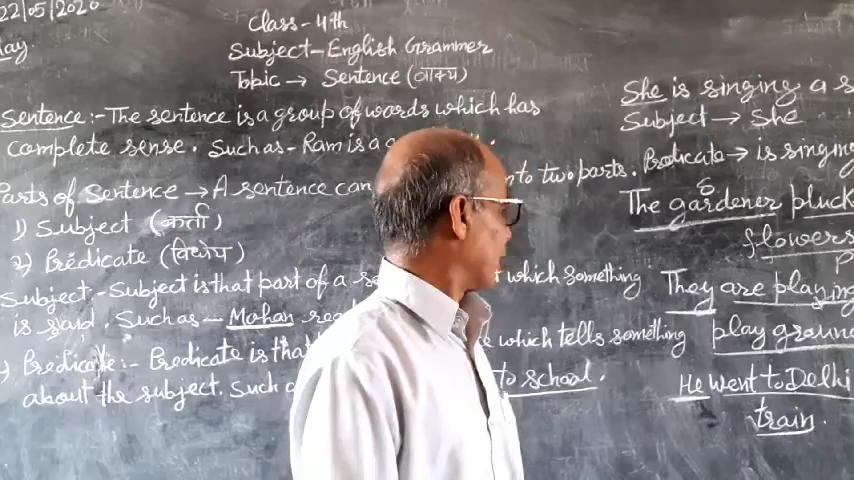 22/05/2020
Class - 4th
Subject - English Grammer
Topic → Sentence (वाक्य)
Sentence :- The sentence is a group of words which has
complete sense. Such as - Ram is a
Parts of Sentence → A sentence can nto two parts.
1) Subject (कर्ता)
2) Predicate (विधेय)
Subject :- Subject is that part of a which something
is said. Such as - Mohan
Predicate :- Predicate is that which tells something
about the subject. Such to school.
She is singing a
Subject → She
Predicate → is singing
The gardener pluck
flowers
They are playing
play ground
He went to Delhi
train.